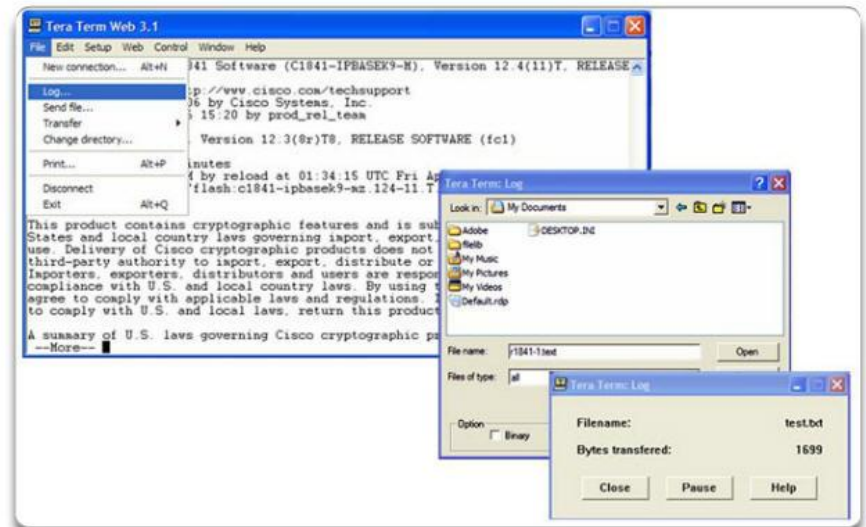 Tera Term Web 3.1
File Edit Setup Web Control Window Help
New connection... Alt+N
Log...
Send file...
Transfer
Change directory...
Print... Alt+P
Disconnect
Exit Alt+Q
341 Software (C1841-IPBASEK9-M), Version 12.4(11)T, RELEASE
tp://www.cisco.com/techsupport
06 by Cisco Systems, Inc.
15:20 by prod_rel_team
Version 12.3(8r)T8, RELEASE SOFTWARE (fc1)
inutes
by reload at 01:34:15 UTC Fri Ap
flash:c1841-ipbasek9-mz.124-11.T
This product contains cryptographic features and is sub
States and local country laws governing import, export,
use. Delivery of Cisco cryptographic products does not
third-party authority to import, export, distribute or
Importers, exporters, distributors and users are respon
compliance with U.S. and local country laws. By using t
agree to comply with applicable laws and regulations. I
to comply with U.S. and local laws, return this product
A summary of U.S. laws governing Cisco cryptographic pr
--More--
Tera Term: Log
Look in: My Documents
Adobe
filelib
My Music
My Pictures
My Videos
Default.rdp
DESKTOP.INI
File name: r1841-1.text
Open
Files of type: all
Option
Binary
Tera Term: Log
Filename: test.txt
Bytes transfered: 1699
Close Pause Help